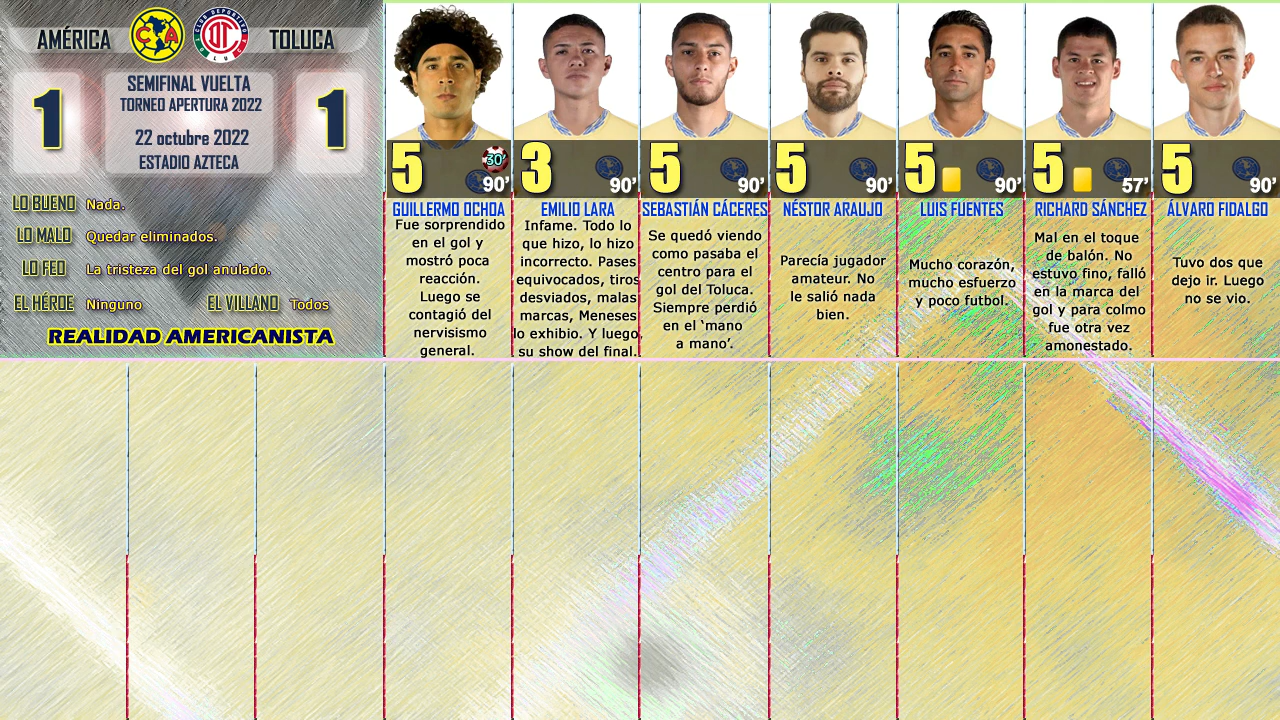 AMÉRICA
TOLUCA
1
SEMIFINAL VUELTA
TORNEO APERTURA 2022
22 octubre 2022
ESTADIO AZTECA
1
LO BUENO Nada.
LO MALO Quedar eliminados.
LO FEO La tristeza del gol anulado.
EL HÉROE Ninguno EL VILLANO Todos
REALIDAD AMERICANISTA
5
30'
90'
GUILLERMO OCHOA
Fue sorprendido
en el gol y
mostró poca
reacción.
Luego se
contagió del
nervisismo
general.
3
90'
EMILIO LARA
Infame. Todo lo
que hizo, lo hizo
incorrecto. Pases
equivocados, tiros
desviados, malas
marcas, Meneses
lo exhibio. Y luego,
su show del final.
5
90'
SEBASTIÁN CÁCERES
Se quedó viendo
como pasaba el
centro para el
gol del Toluca.
Siempre perdió
en el ‘mano
a mano’.
5
90'
NÉSTOR ARAUJO
Parecía jugador
amateur. No
le salió nada
bien.
5
90'
LUIS FUENTES
Mucho corazón,
mucho esfuerzo
y poco futbol.
5
57'
RICHARD SÁNCHEZ
Mal en el toque
de balón. No
estuvo fino, falló
en la marca del
gol y para colmo
fue otra vez
amonestado.
5
90'
ÁLVARO FIDALGO
Tuvo dos que
dejo ir. Luego
no se vio.